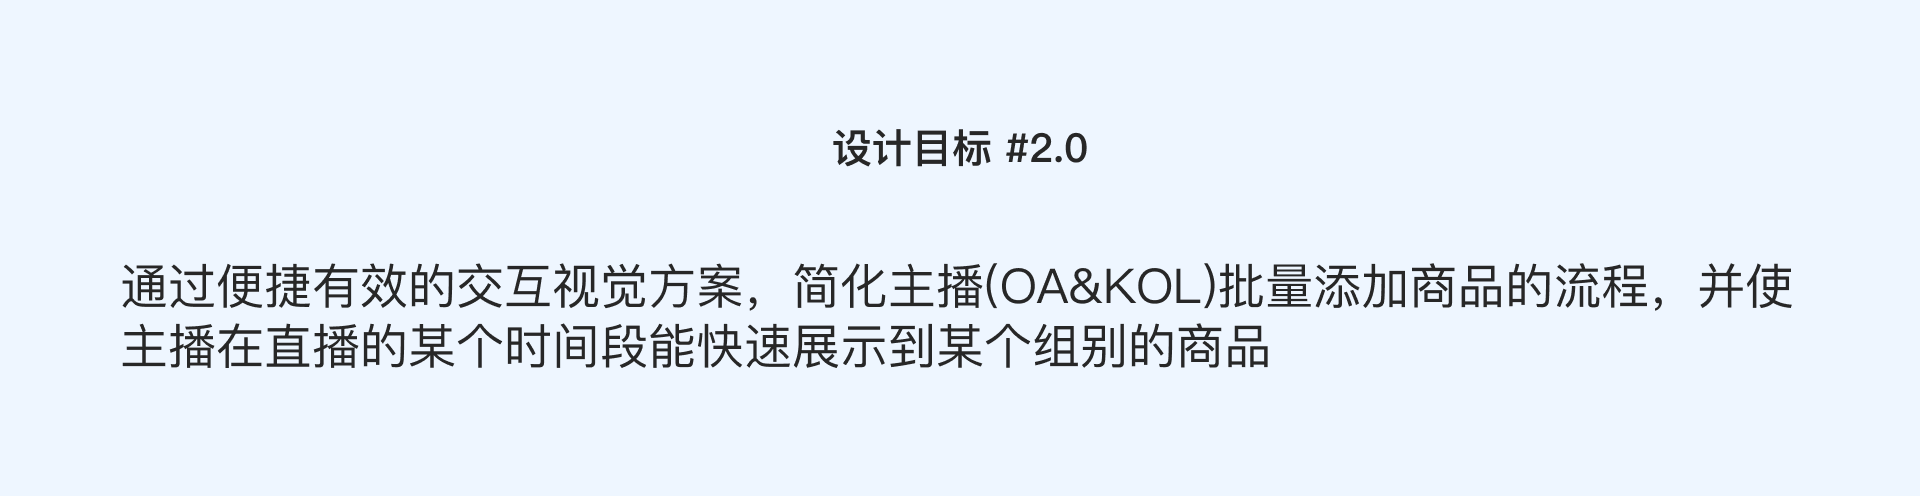 设计目标 #2.0
通过便捷有效的交互视觉方案，简化主播(OA&KOL)批量添加商品的流程，并使
主播在直播的某个时间段能快速展示到某个组别的商品